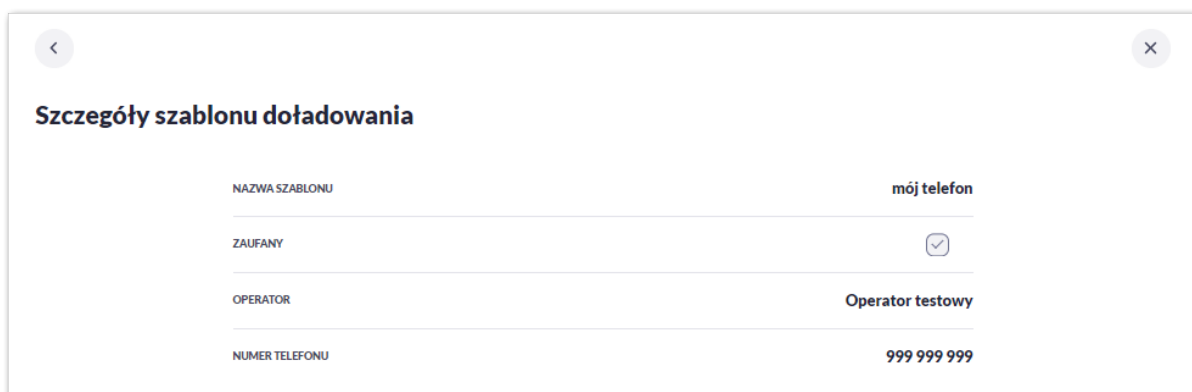 Szczegóły szablonu doładowania
NAZWA SZABLONU mój telefon
ZAUFANY
OPERATOR Operator testowy
NUMER TELEFONU 999 999 999